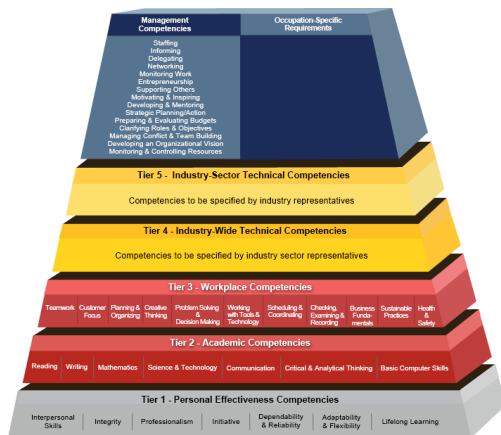 Management
Competencies
Occupation-Specific
Requirements
Staffing
Informing
Delegating
Networking
Monitoring Work
Entrepreneurship
Supporting Others
Motivating & Inspiring
Developing & Mentoring
Strategic Planning/Action
Preparing & Evaluating Budgets
Clarifying Roles & Objectives
Managing Conflict & Team Building
Developing an Organizational Vision
Monitoring & Controlling Resources
Tier 5 - Industry-Sector Technical Competencies
Competencies to be specified by industry representatives
Tier 4 - Industry-Wide Technical Competencies
Competencies to be specified by industry sector representatives
Tier 3 - Workplace Competencies
Teamwork
Customer
Focus
Planning &
Organizing
Creative
Thinking
Problem Solving
&
Decision Making
Working
with Tools &
Technology
Scheduling &
Coordinating
Checking,
Examining &
Recording
Business
Funda-
mentals
Sustainable
Practices
Health
&
Safety
Tier 2 - Academic Competencies
Reading
Writing
Mathematics
Science & Technology
Communication
Critical & Analytical Thinking
Basic Computer Skills
Tier 1 - Personal Effectiveness Competencies
Interpersonal
Skills
Integrity
Professionalism
Initiative
Dependability
& Reliability
Adaptability
& Flexibility
Lifelong Learning